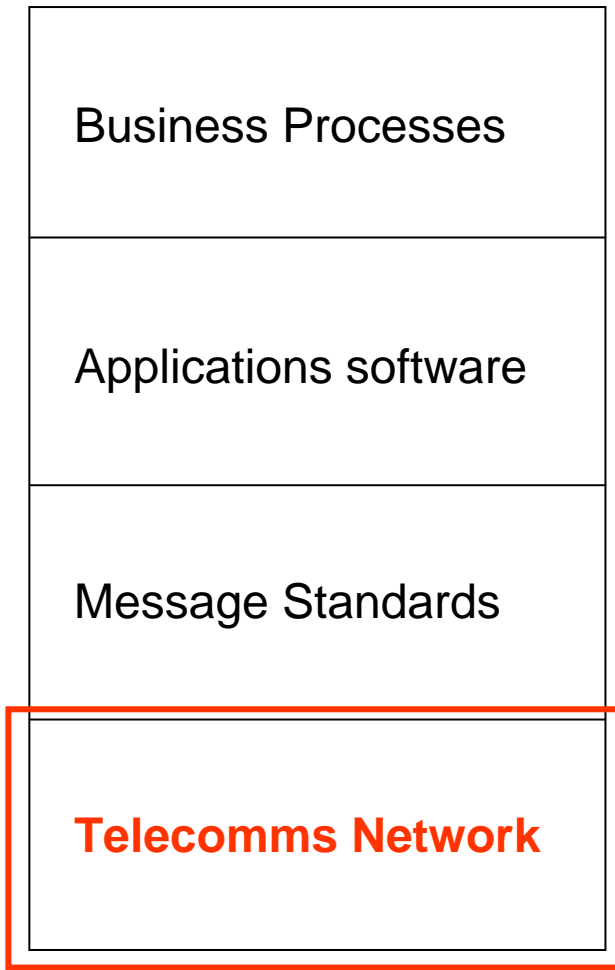 Business Processes
Applications software
Message Standards
Telecomms Network